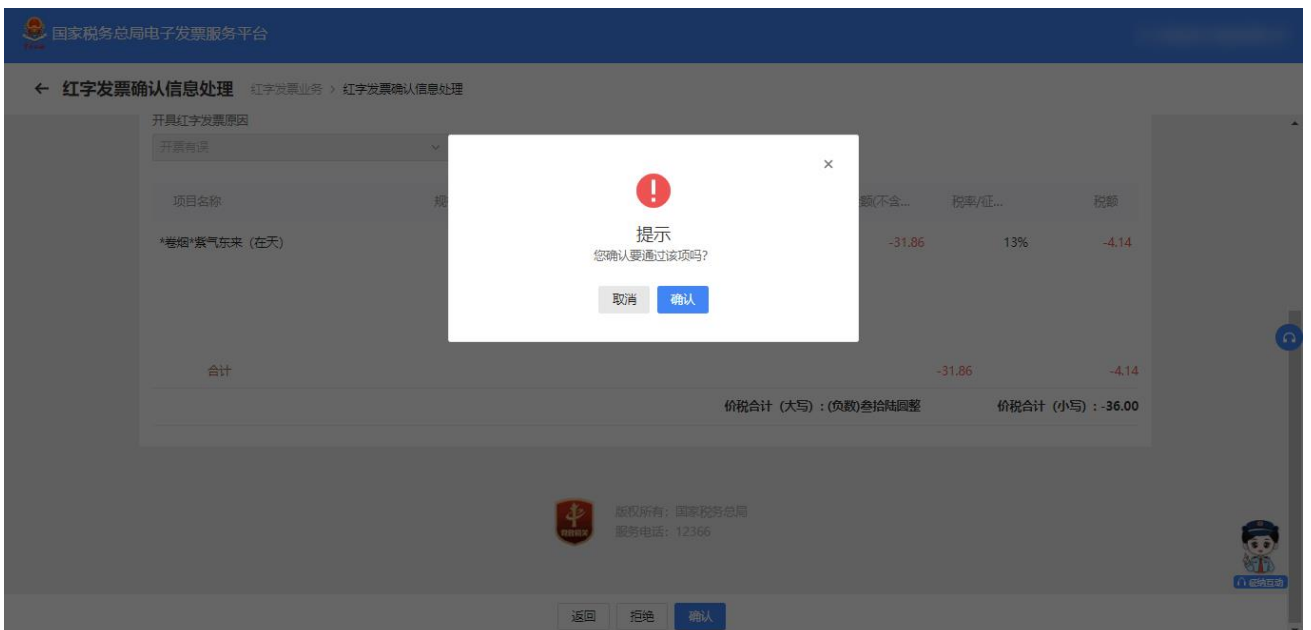 国家税务总局电子发票服务平台
← 红字发票确认信息处理 红字发票业务 > 红字发票确认信息处理
开具红字发票原因
开票有误
×
提示
您确认要通过该项吗?
取消 确认
项目名称 规 额(不含... 税率/征... 税额
*卷烟*紫气东来（在天） -31.86 13% -4.14
合计 -31.86 -4.14
价税合计（大写）: (负数)叁拾陆圆整 价税合计（小写）: -36.00
版权所有：国家税务总局
服务电话：12366
征纳互动
返回 拒绝 确认